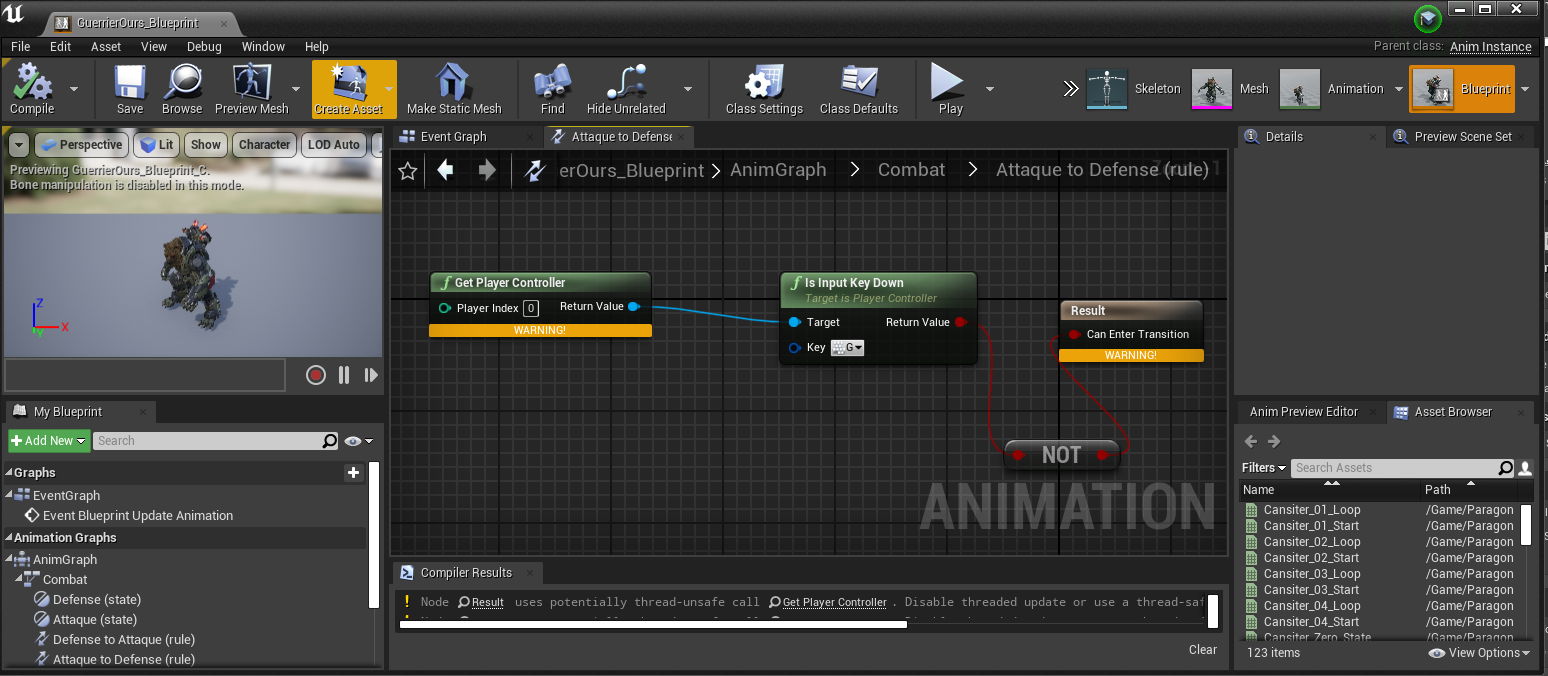 GuerrierOurs_Blueprint
File Edit Asset View Debug Window Help
Parent class: Anim Instance
Compile Save Browse Preview Mesh Create Asset Make Static Mesh Find Hide Unrelated Class Settings Class Defaults Play Skeleton Mesh Animation Blueprint
Perspective Lit Show Character LOD Auto
Previewing GuerrierOurs_Blueprint_C.
Bone manipulation is disabled in this mode.
Z
X
Y
My Blueprint
Add New Search
Graphs
EventGraph
Event Blueprint Update Animation
Animation Graphs
AnimGraph
Combat
Defense (state)
Attaque (state)
Defense to Attaque (rule)
Attaque to Defense (rule)
Event Graph Attaque to Defense
erOurs_Blueprint > AnimGraph > Combat > Attaque to Defense (rule)
f Get Player Controller
Player Index 0 Return Value
WARNING!
f Is Input Key Down
Target is Player Controller
Target Return Value
Key G
Result
Can Enter Transition
WARNING!
NOT
ANIMATION
Compiler Results
! Node Result uses potentially thread-unsafe call Get Player Controller . Disable threaded update or use a thread-saf
Clear
Details Preview Scene Set
Anim Preview Editor Asset Browser
Filters Search Assets
Name Path
Cansiter_01_Loop /Game/Paragon
Cansiter_01_Start /Game/Paragon
Cansiter_02_Loop /Game/Paragon
Cansiter_02_Start /Game/Paragon
Cansiter_03_Loop /Game/Paragon
Cansiter_03_Start /Game/Paragon
Cansiter_04_Loop /Game/Paragon
Cansiter_04_Start /Game/Paragon
Cansiter_Zero_State /Game/Paragon
123 items View Options